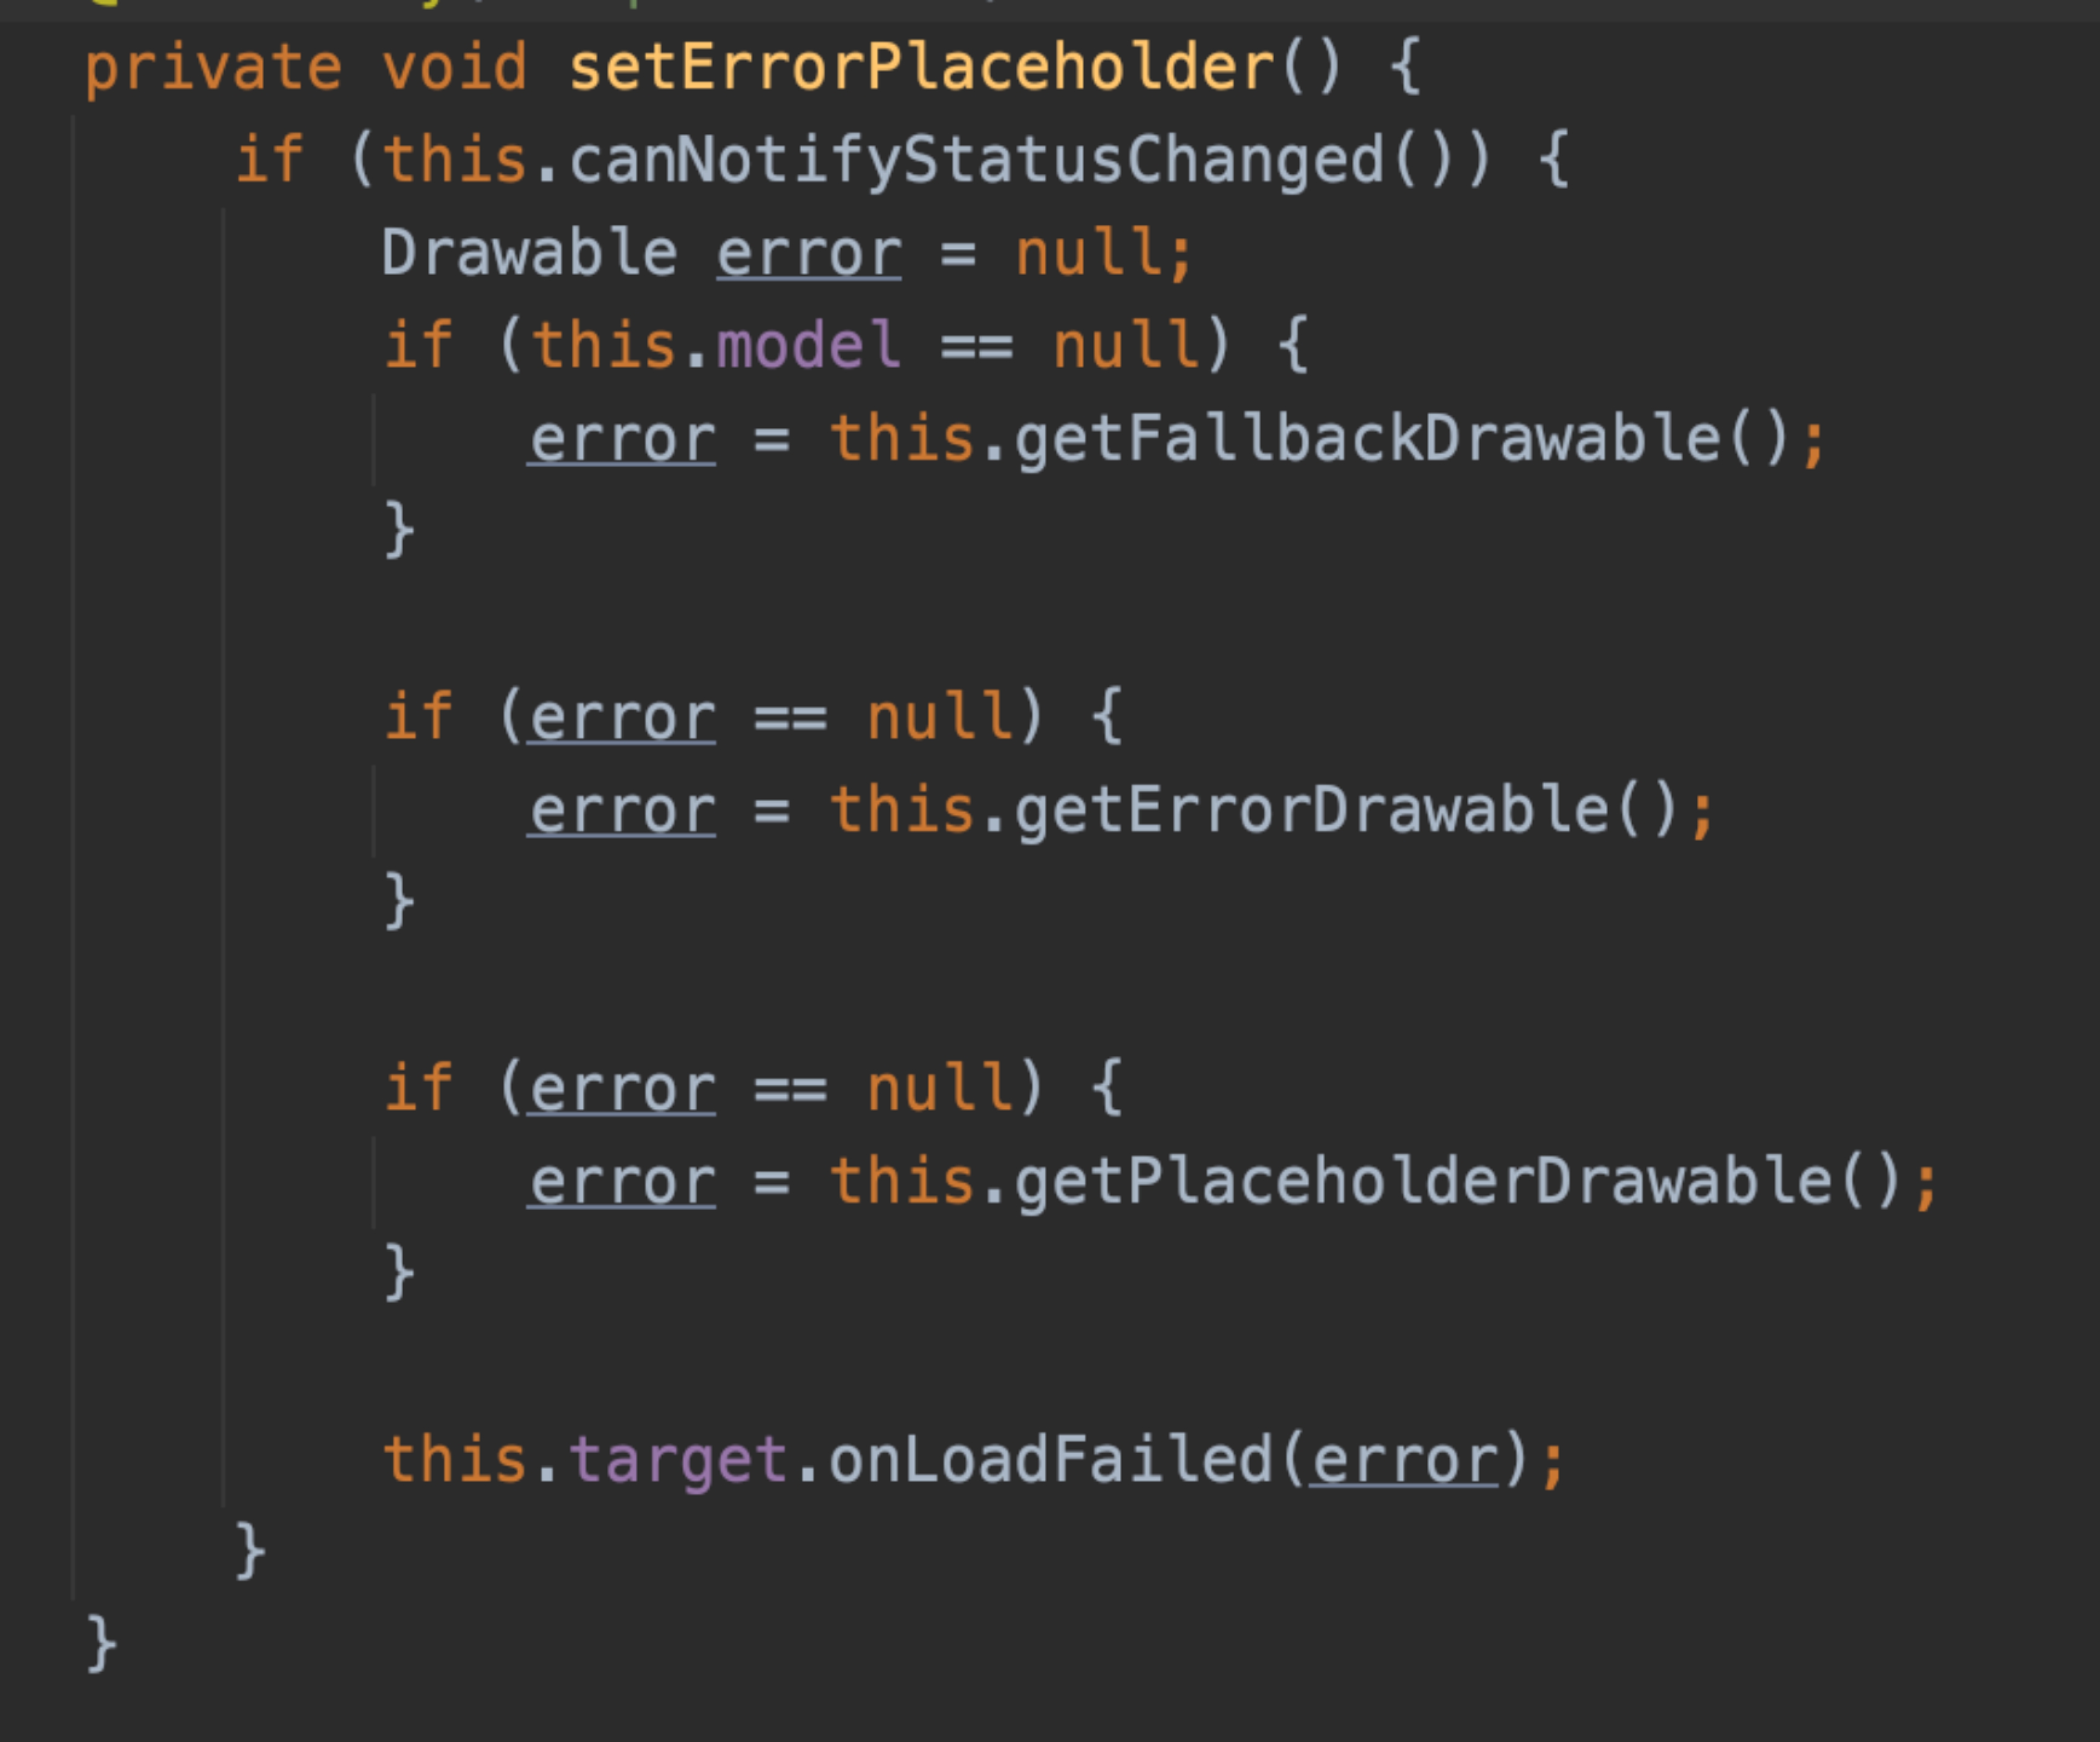 private void setErrorPlaceholder() {
if (this.canNotifyStatusChanged()) {
Drawable error = null;
if (this.model == null) {
error = this.getFallbackDrawable();
}
if (error == null) {
error = this.getErrorDrawable();
}
if (error == null) {
error = this.getPlaceholderDrawable();
}
this.target.onLoadFailed(error);
}
}